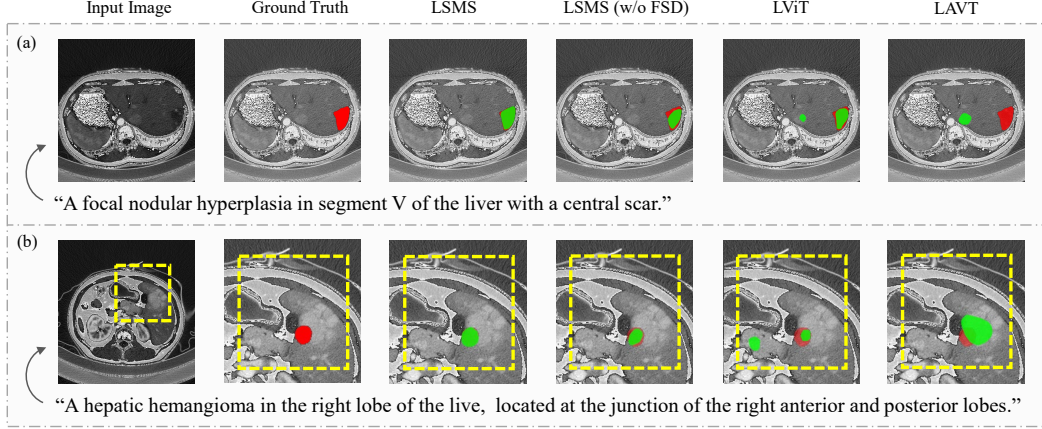 Input Image Ground Truth LSMS LSMS (w/o FSD) LViT LAVT
(a)
“A focal nodular hyperplasia in segment V of the liver with a central scar.”
(b)
“A hepatic hemangioma in the right lobe of the live, located at the junction of the right anterior and posterior lobes.”